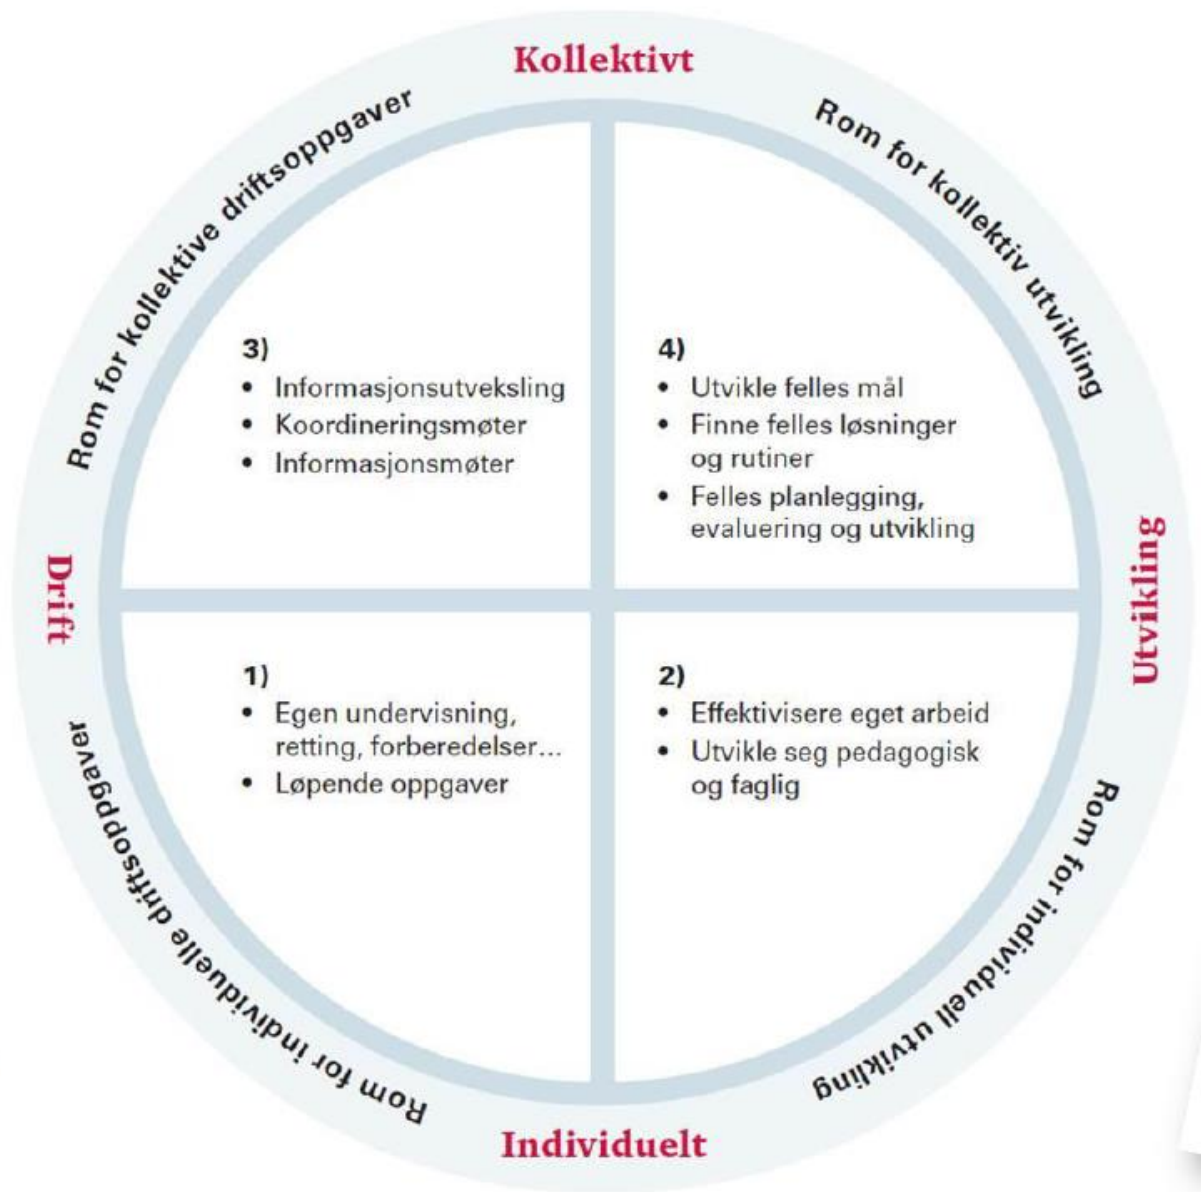 Kollektivt
Rom for kollektive driftsoppgaver
Rom for kollektiv utvikling
3)
• Informasjonsutveksling
• Koordineringsmøter
• Informasjonsmøter
4)
• Utvikle felles mål
• Finne felles løsninger
og rutiner
• Felles planlegging,
evaluering og utvikling
Drift
Utvikling
1)
• Egen undervisning,
retting, forberedelser...
• Løpende oppgaver
2)
• Effektivisere eget arbeid
• Utvikle seg pedagogisk
og faglig
Rom for individuelle driftsoppgaver
Rom for individuell utvikling
Individuelt